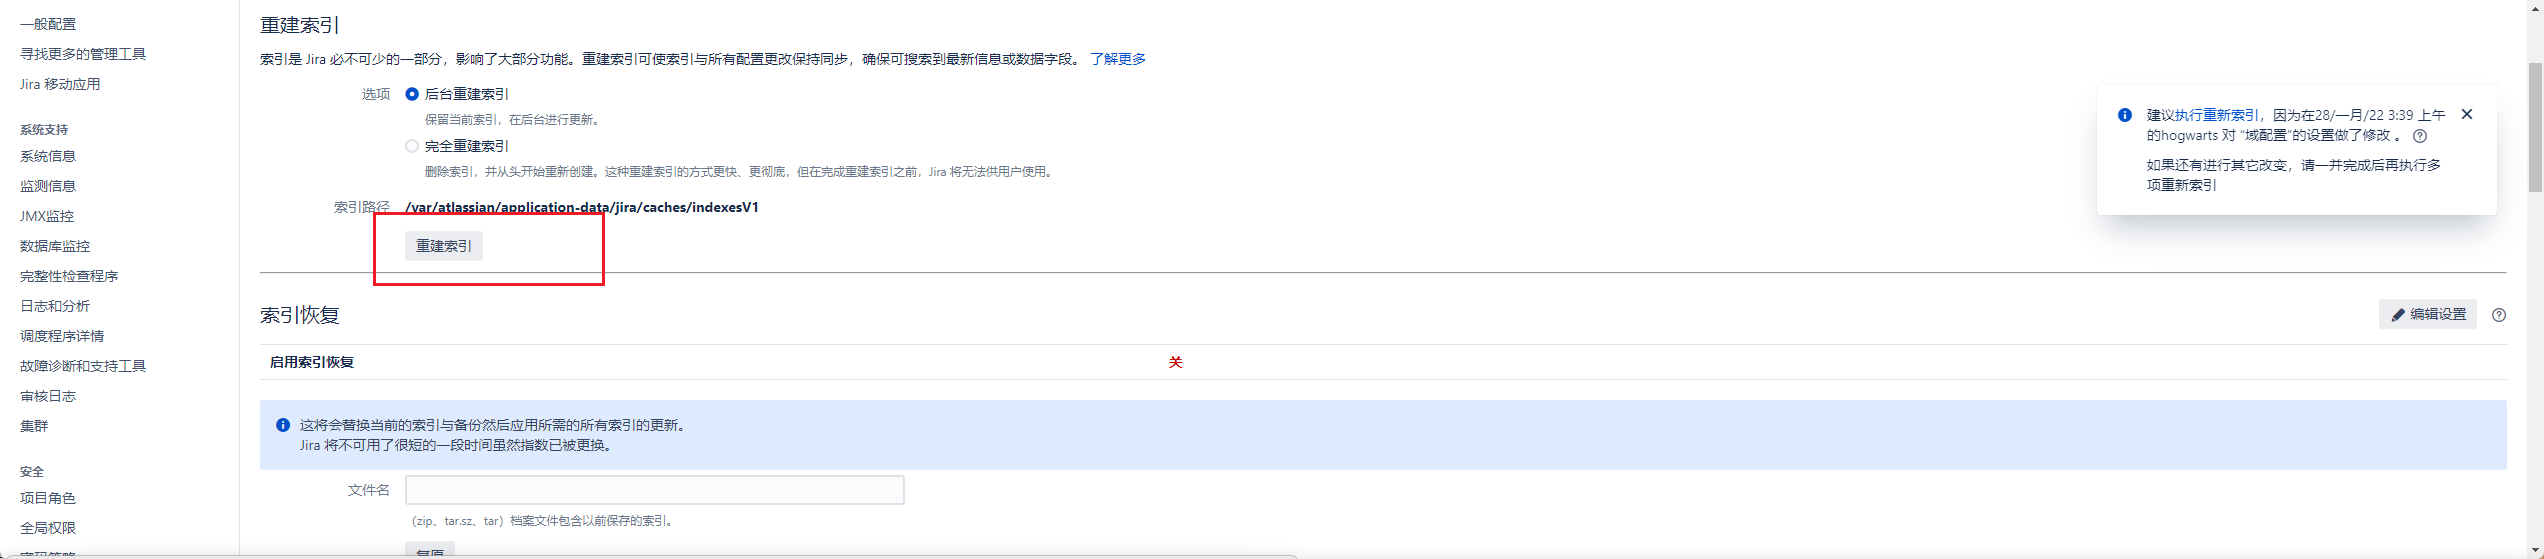 一般配置
寻找更多的管理工具
Jira 移动应用
系统支持
系统信息
监测信息
JMX监控
数据库监控
完整性检查程序
日志和分析
调度程序详情
故障诊断和支持工具
审核日志
集群
安全
项目角色
全局权限
密码策略
重建索引
索引是 Jira 必不可少的一部分，影响了大部分功能。重建索引可使索引与所有配置更改保持同步，确保可搜索到最新信息或数据字段。 了解更多
选项
后台重建索引
保留当前索引，在后台进行更新。
完全重建索引
删除索引，并从头开始重新创建。这种重建索引的方式更快、更彻底，但在完成重建索引之前，Jira 将无法供用户使用。
索引路径 /var/atlassian/application-data/jira/caches/indexesV1
重建索引
建议执行重新索引，因为在28/一月/22 3:39 上午
的hogwarts 对 “域配置”的设置做了修改 。
如果还有进行其它改变，请一并完成后再执行多
项重新索引
索引恢复
编辑设置
启用索引恢复 关
这将会替换当前的索引与备份然后应用所需的所有索引的更新。
Jira 将不可用了很短的一段时间虽然指数已被更换。
文件名
（zip、tar.sz、tar）档案文件包含以前保存的索引。
复原